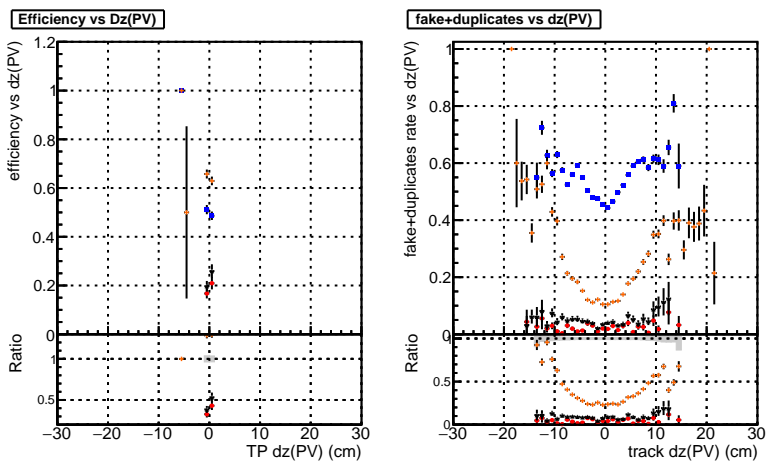 Efficiency vs Dz(PV)
efficiency vs dz(PV)
1.2
1
0.8
0.6
0.4
0.2
0
Ratio
1
0.5
−30 −20 −10 0 10 20 30
TP dz(PV) (cm)
fake+duplicates vs dz(PV)
fake+duplicates rate vs dz(PV)
1
0.8
0.6
0.4
0.2
0
Ratio
1
0.5
0
−30 −20 −10 0 10 20 30
track dz(PV) (cm)